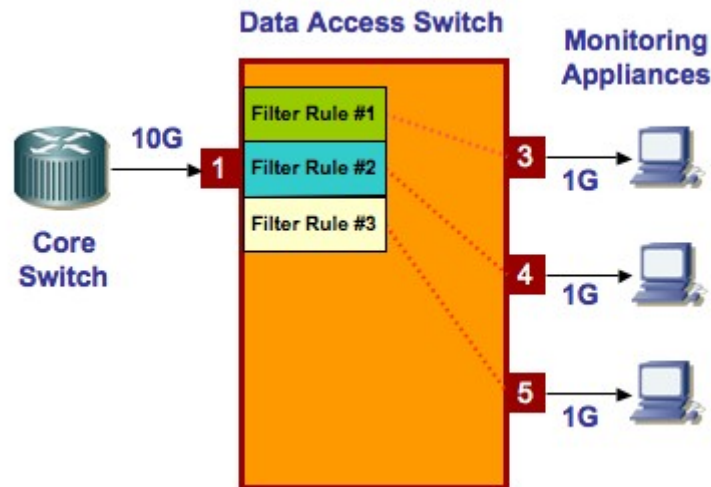 Data Access Switch
Monitoring
Appliances
Filter Rule #1
10G
1
Filter Rule #2
3
1G
Filter Rule #3
Core
Switch
4
1G
5
1G